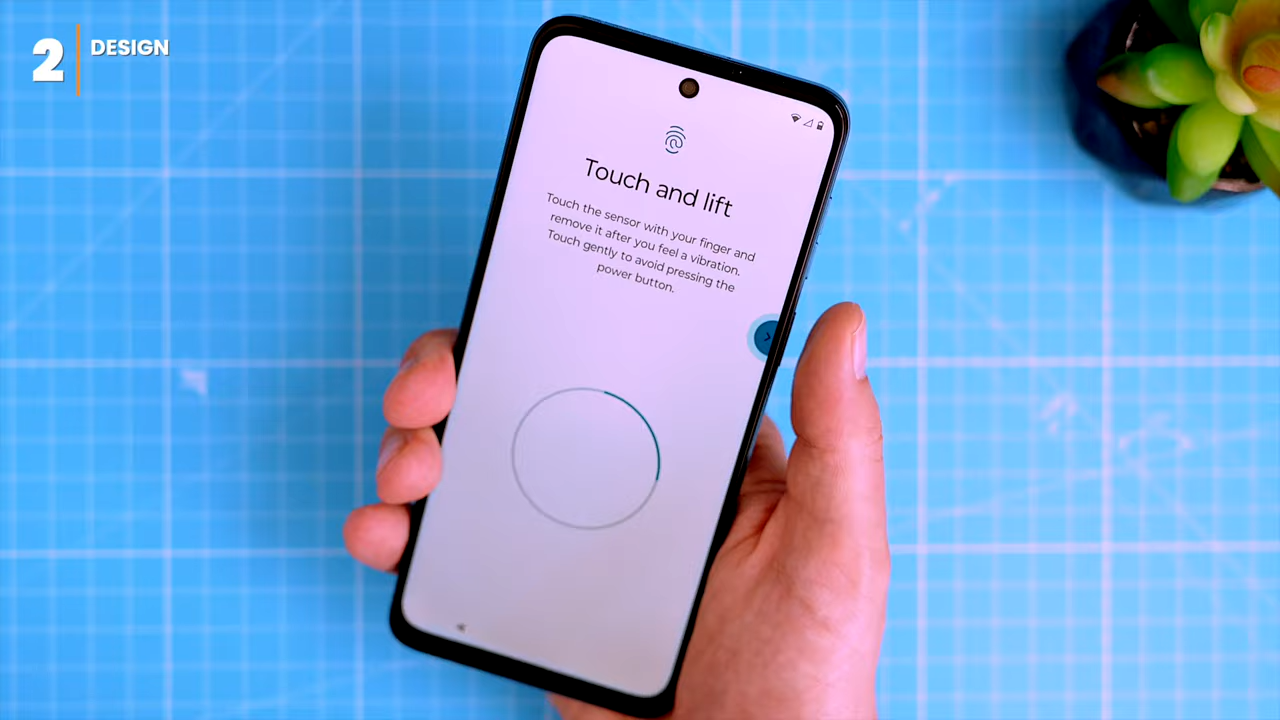 2
DESIGN
Touch and lift
Touch the sensor with your finger and
remove it after you feel a vibration.
Touch gently to avoid pressing the
power button.